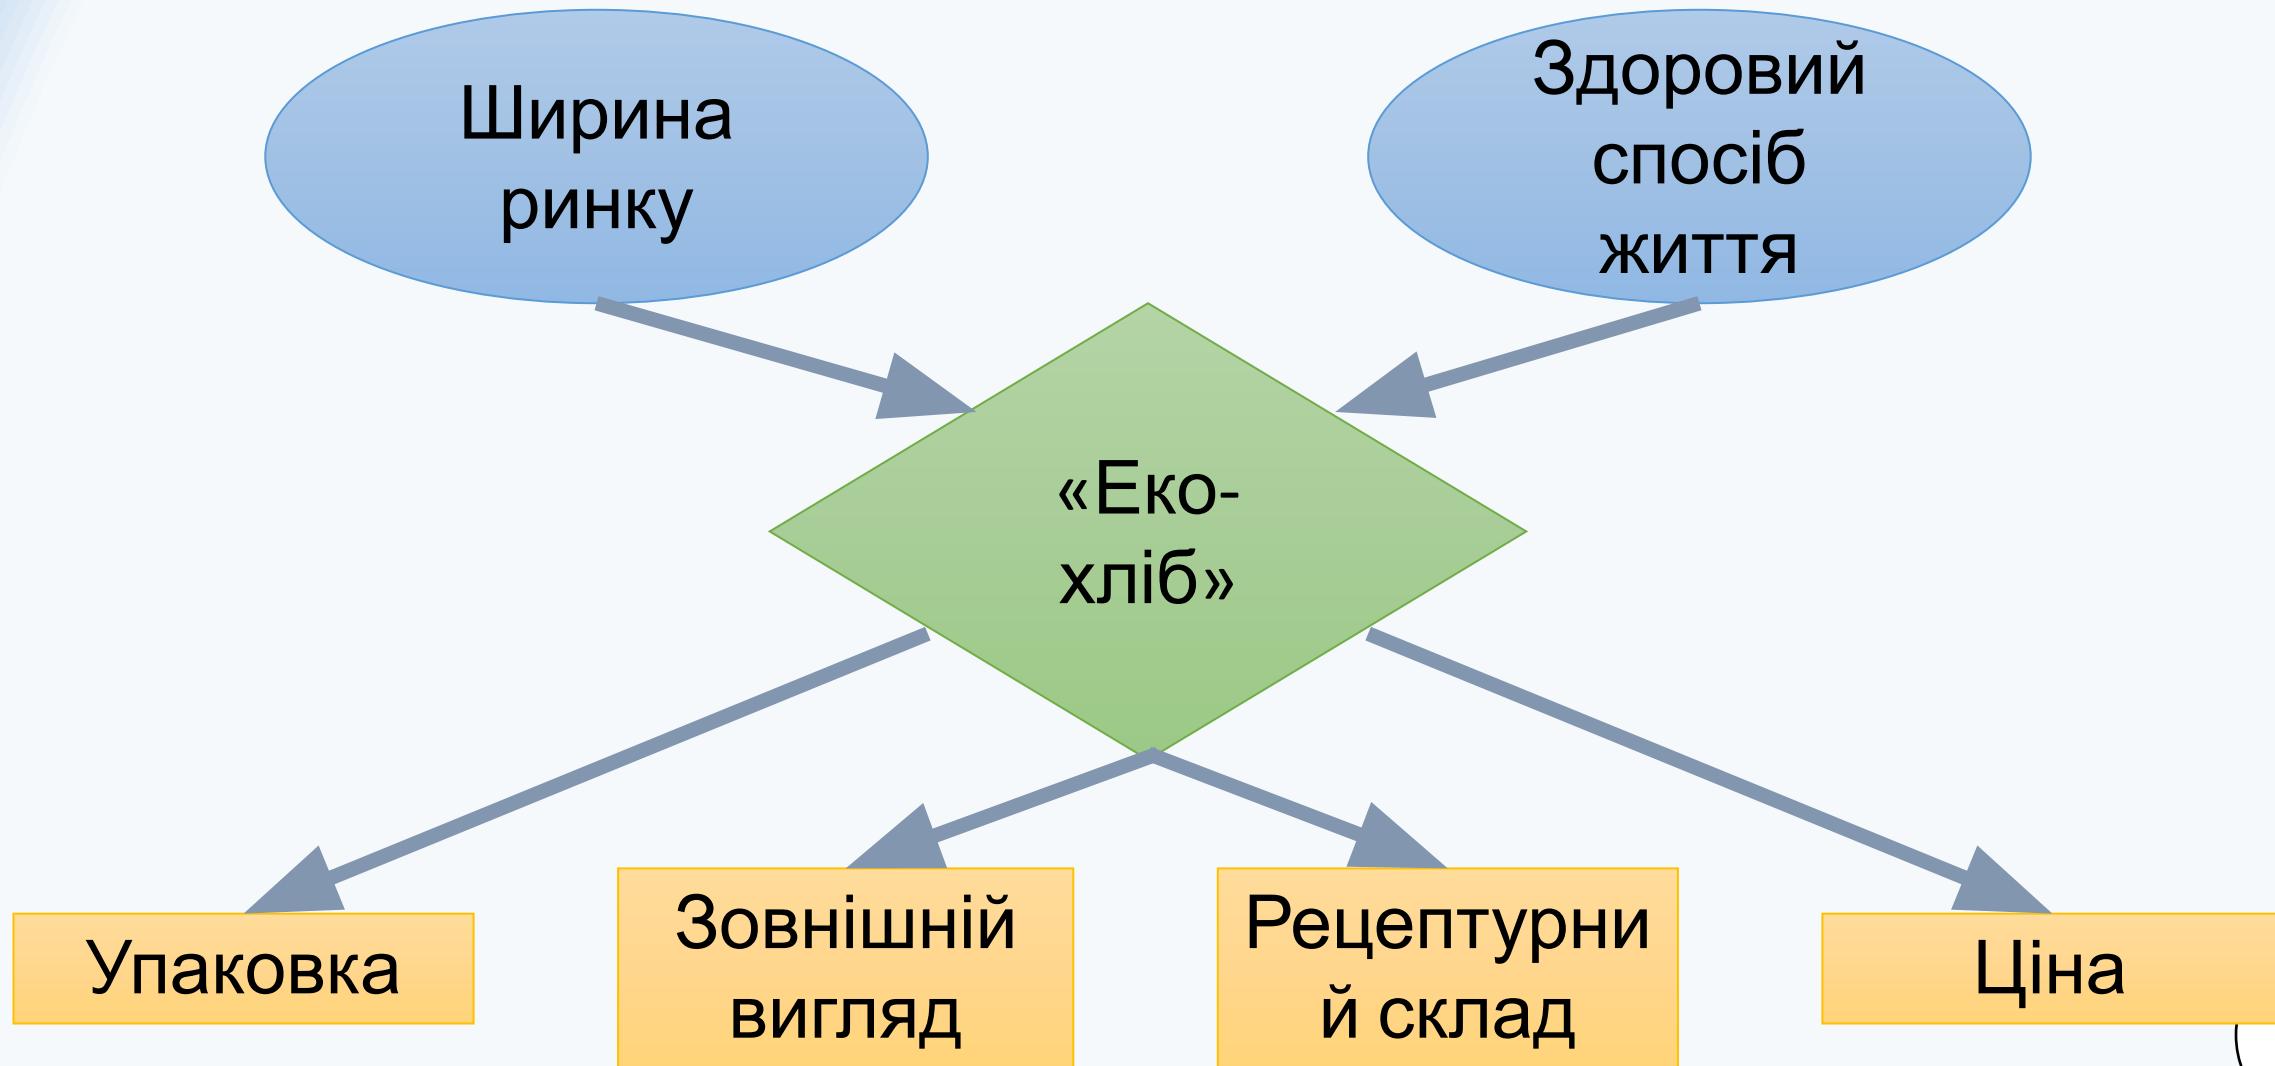 Ширина
ринку
Здоровий
спосіб
життя
«Еко-
хліб»
Упаковка
Зовнішній
вигляд
Рецептурни
й склад
Ціна